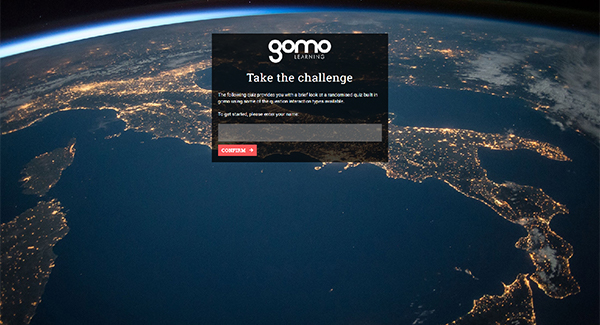 gomo
LEARNING
Take the challenge
The following quiz provides you with a brief look at a randomised quiz built in
gomo using some of the question interaction types available.
To get started, please enter your name:
CONFIRM